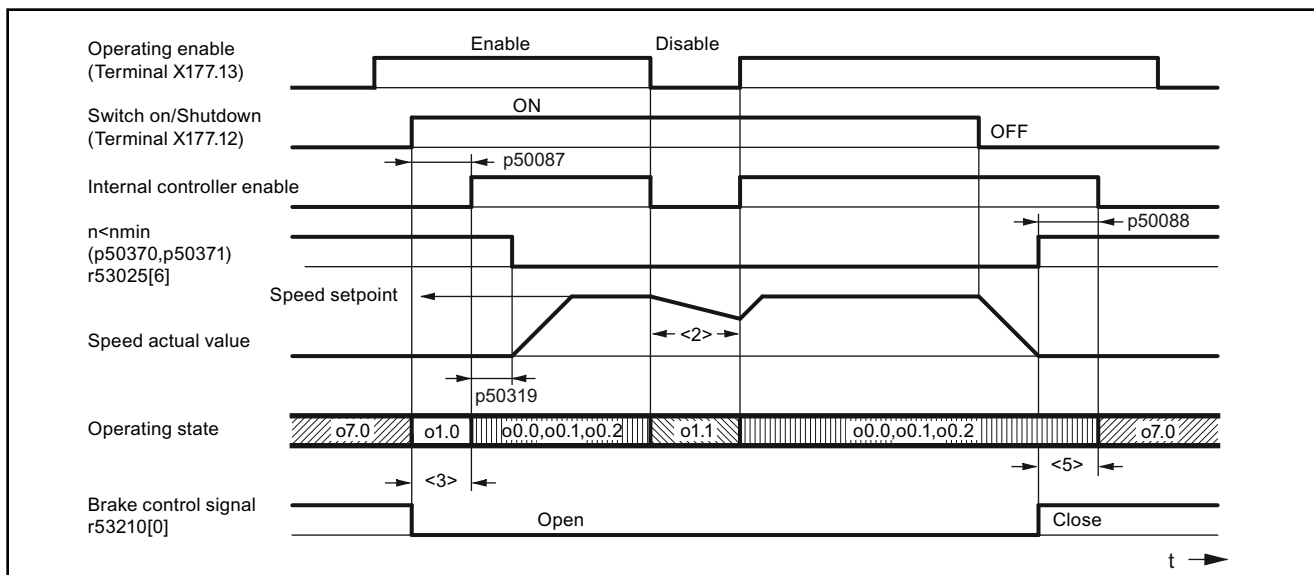 Operating enable
(Terminal X177.13)
Enable
Disable
Switch on/Shutdown
(Terminal X177.12)
ON
OFF
p50087
Internal controller enable
p50088
n<nmin
(p50370,p50371)
r53025[6]
Speed setpoint
Speed actual value
<2>
p50319
Operating state
o7.0
o1.0
o0.0,o0.1,o0.2
o1.1
o0.0,o0.1,o0.2
o7.0
<3>
<5>
Brake control signal
r53210[0]
Open
Close
t